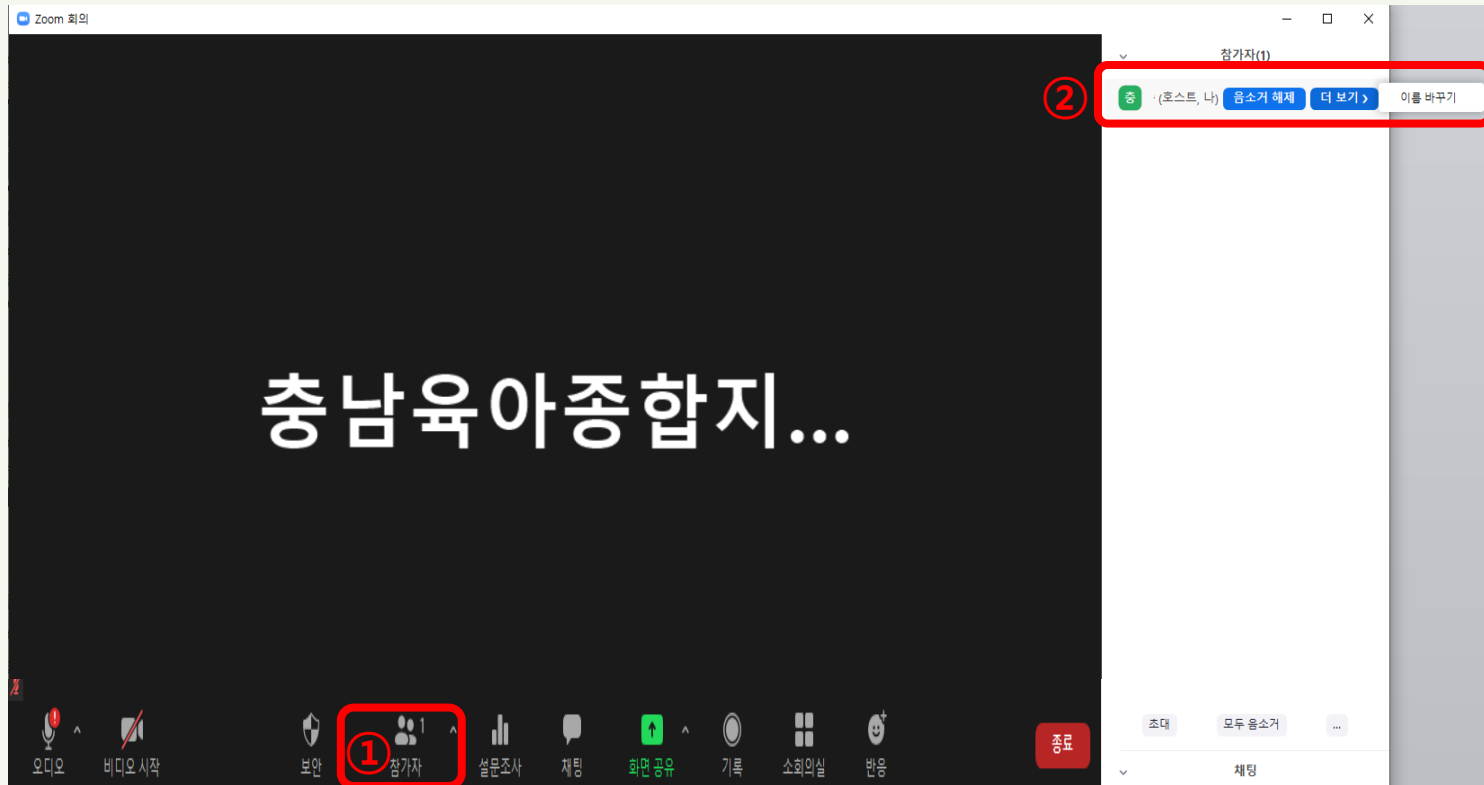 Zoom 회의
참가자(1)
②
충 · (호스트, 나) 음소거 해제 더 보기 › 이름 바꾸기
충남육아종합지...
①
오디오 비디오 시작 보안 참가자 1 설문조사 채팅 화면 공유 기록 소회의실 반응 종료
초대 모두 음소거 ...
채팅